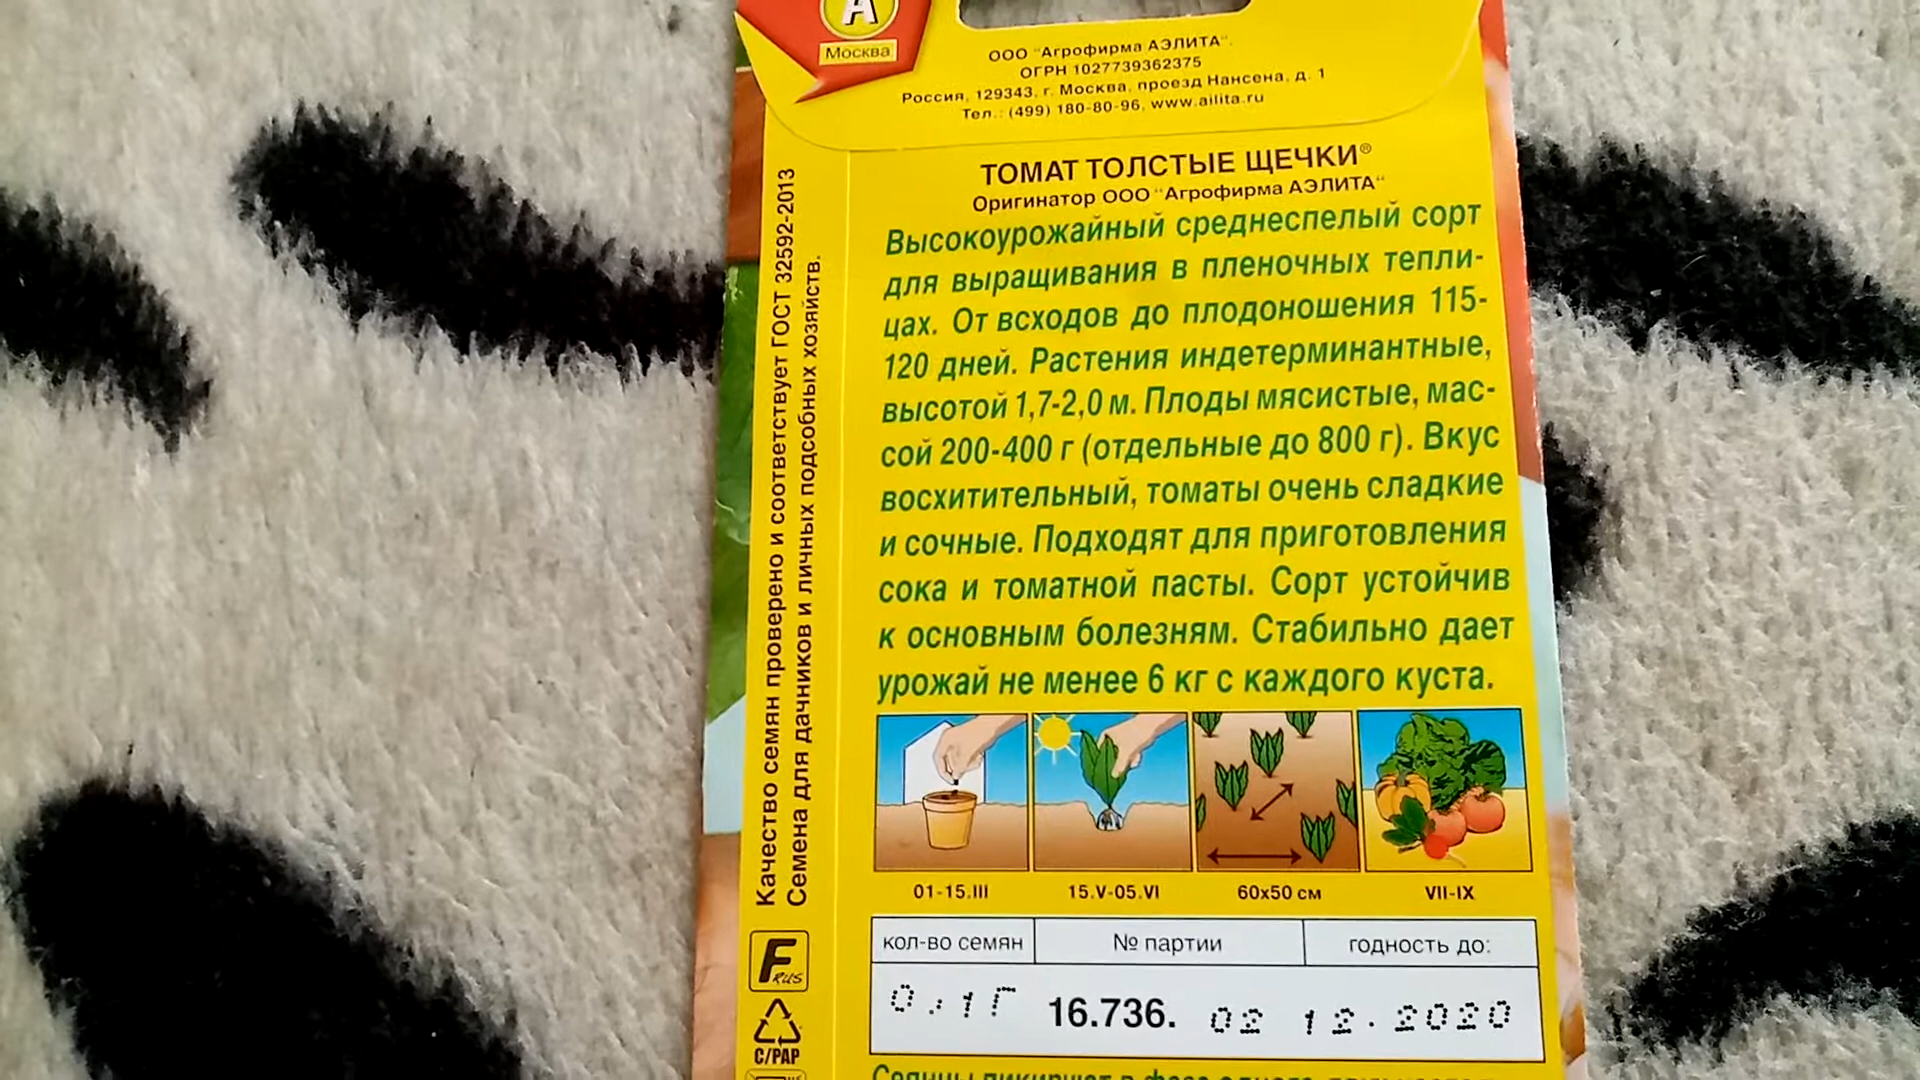 А
Москва
ООО "Агрофирма АЭЛИТА".
ОГРН 1027739362375
Россия, 129343, г. Москва, проезд Нансена, д. 1
Тел.: (499) 180-80-96, www.ailita.ru
ТОМАТ ТОЛСТЫЕ ЩЕЧКИ®
Оригинатор ООО "Агрофирма АЭЛИТА"
Высокоурожайный среднеспелый сорт
для выращивания в пленочных тепли-
цах. От всходов до плодоношения 115-
120 дней. Растения индетерминантные,
высотой 1,7-2,0 м. Плоды мясистые, мас-
сой 200-400 г (отдельные до 800 г). Вкус
восхитительный, томаты очень сладкие
и сочные. Подходят для приготовления
сока и томатной пасты. Сорт устойчив
к основным болезням. Стабильно дает
урожай не менее 6 кг с каждого куста.
Качество семян проверено и соответствует ГОСТ 32592-2013
Семена для дачников и личных подсобных хозяйств.
01-15.III 15.V-05.VI 60x50 см VII-IX
кол-во семян № партии годность до:
0,1Г 16.736. 02 12.2020
F RUS
C/PAP